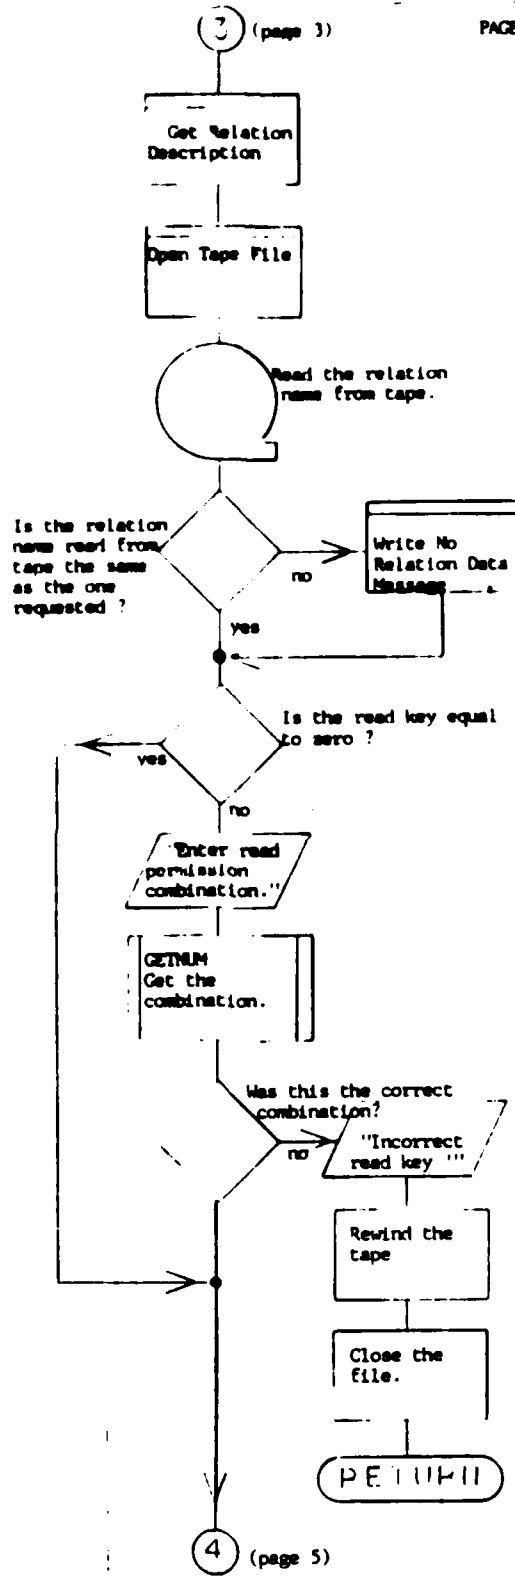 3 (page 3)
PAGE
Get Relation
Description
Open Tape File
Read the relation
name from tape.
Is the relation
name read from
tape the same
as the one
requested ?
no
Write No
Relation Data
Message
yes
Is the read key equal
to zero ?
yes
no
"Enter read
permission
combination."
GETNUM
Get the
combination.
Was this the correct
combination?
no
"Incorrect
read key '"
Rewind the
tape
Close the
file.
RETURN
4 (page 5)